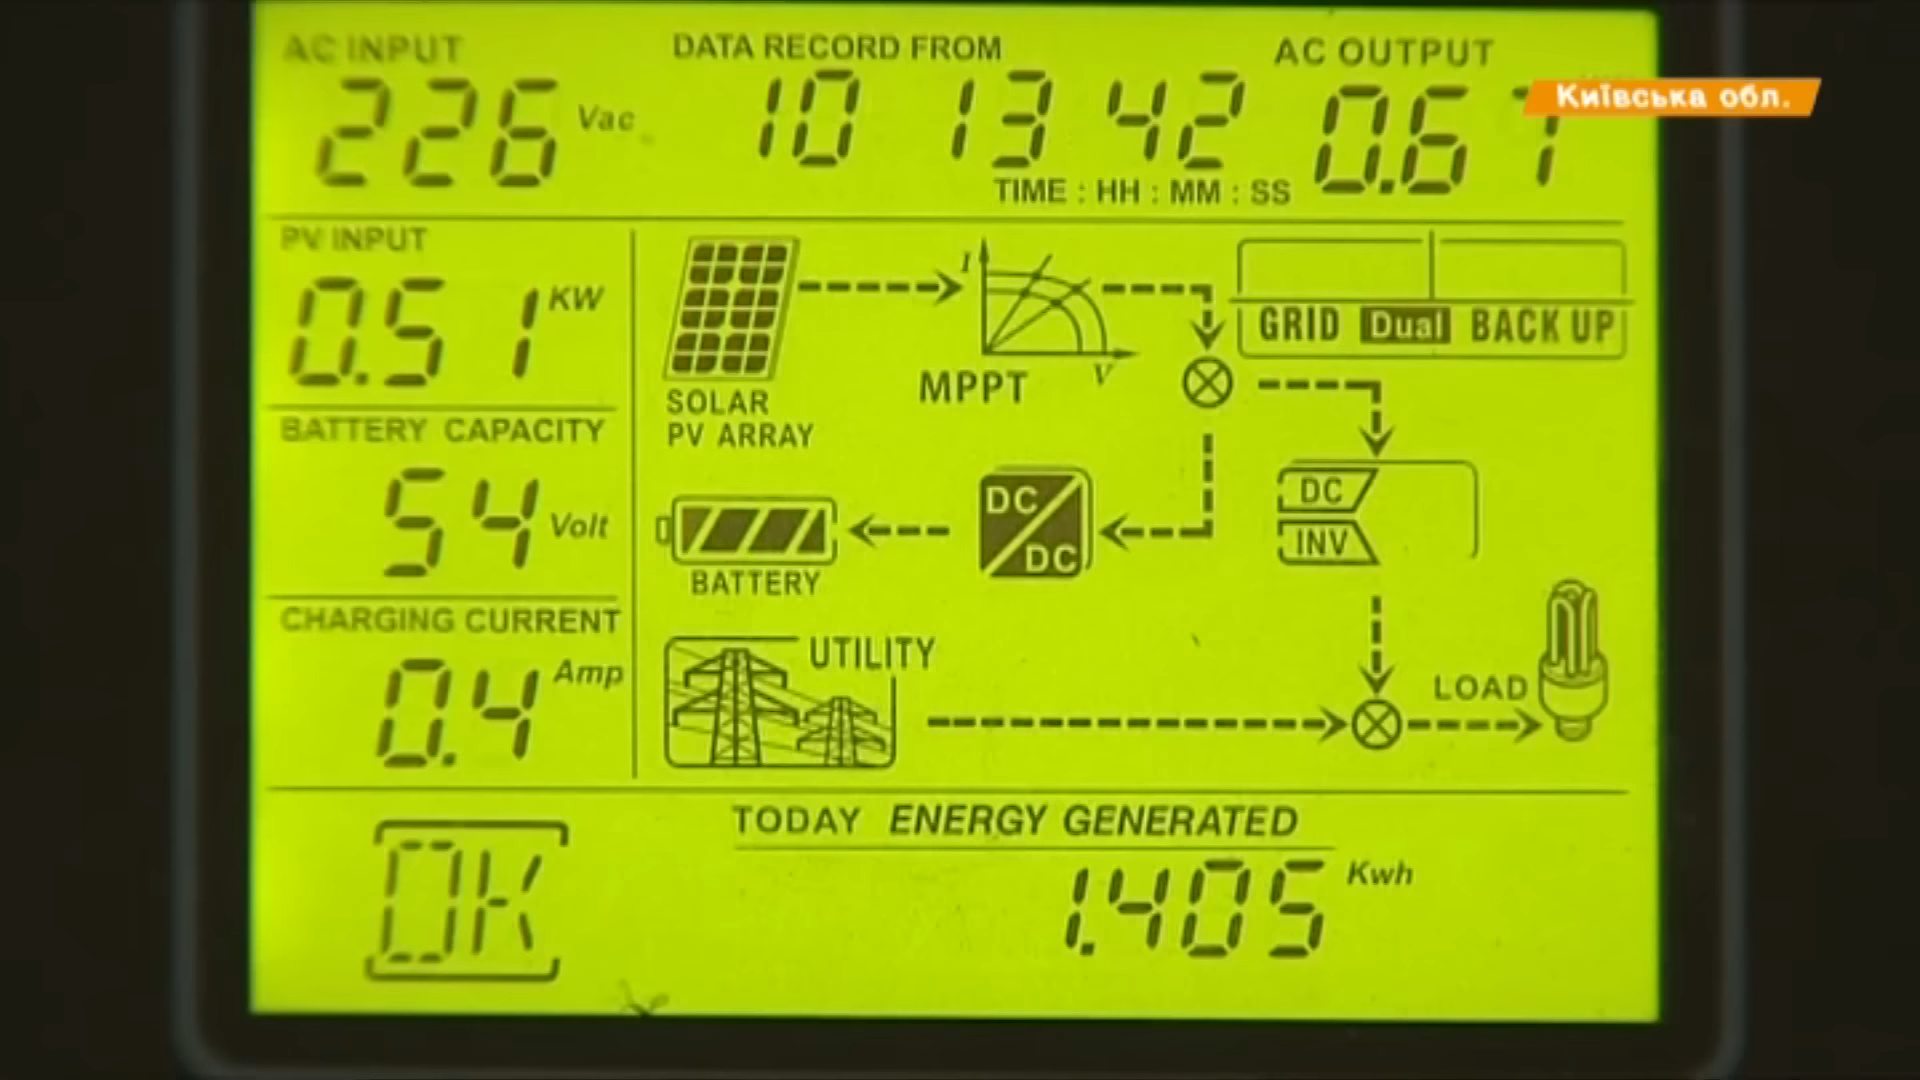 AC INPUT
226 Vac
DATA RECORD FROM
10 13 42
TIME : HH : MM : SS
AC OUTPUT
0.67
Київська обл.
PV INPUT
0.51 KW
BATTERY CAPACITY
54 Volt
CHARGING CURRENT
0.4 Amp
SOLAR
PV ARRAY
I
V
MPPT
GRID Dual BACK UP
DC
INV
DC
DC
BATTERY
UTILITY
LOAD
OK
TODAY ENERGY GENERATED
1.405 Kwh